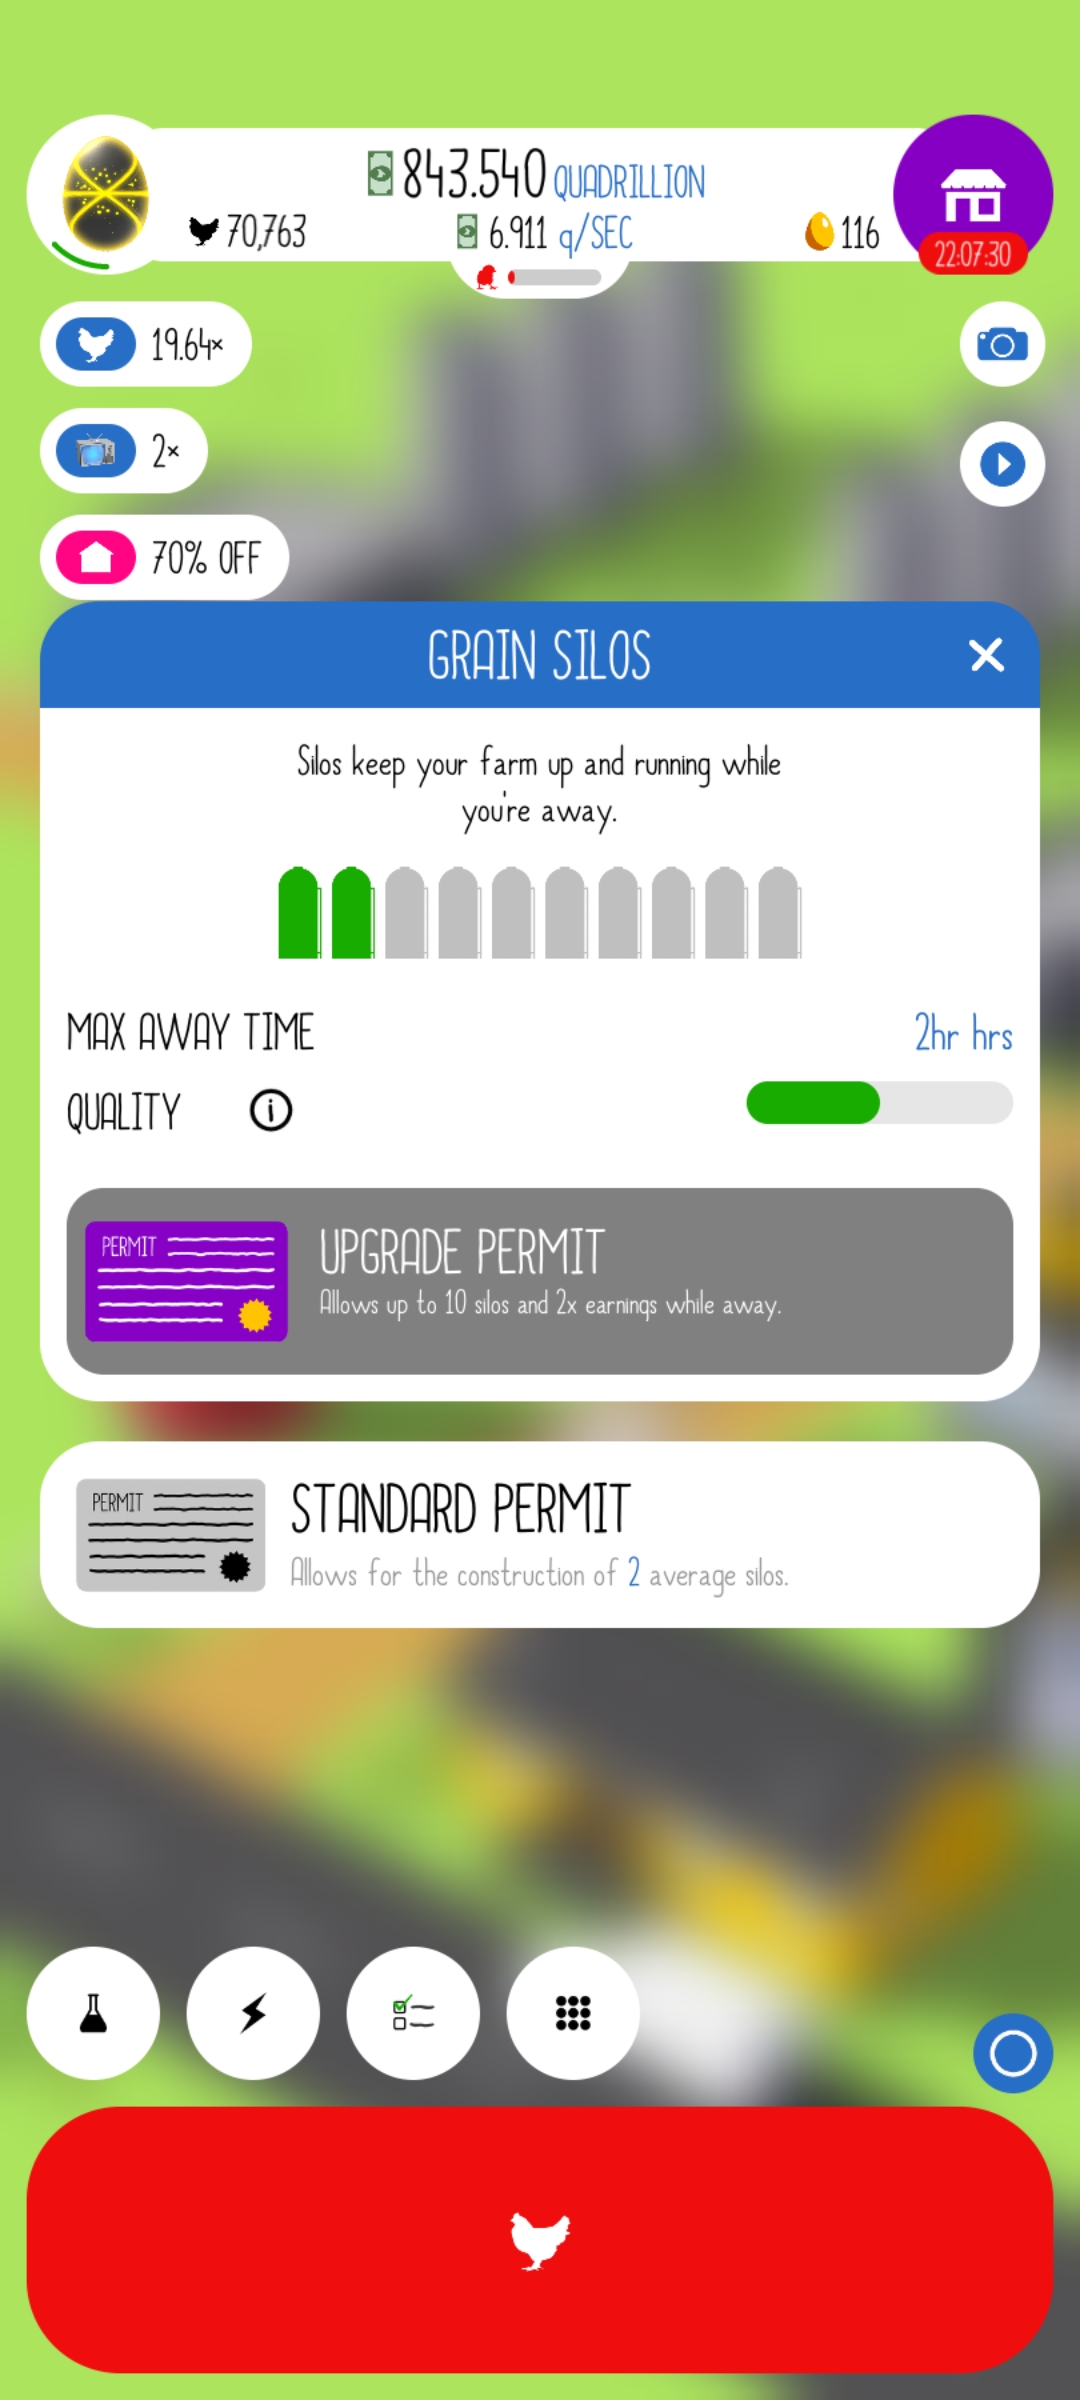 843.540 QUADRILLION
70,763
6.911 q/SEC
116
22:07:30
19.64×
2×
70% OFF
GRAIN SILOS
Silos keep your farm up and running while
you're away.
MAX AWAY TIME
2hr hrs
QUALITY
i
PERMIT
UPGRADE PERMIT
Allows up to 10 silos and 2x earnings while away.
PERMIT
STANDARD PERMIT
Allows for the construction of 2 average silos.